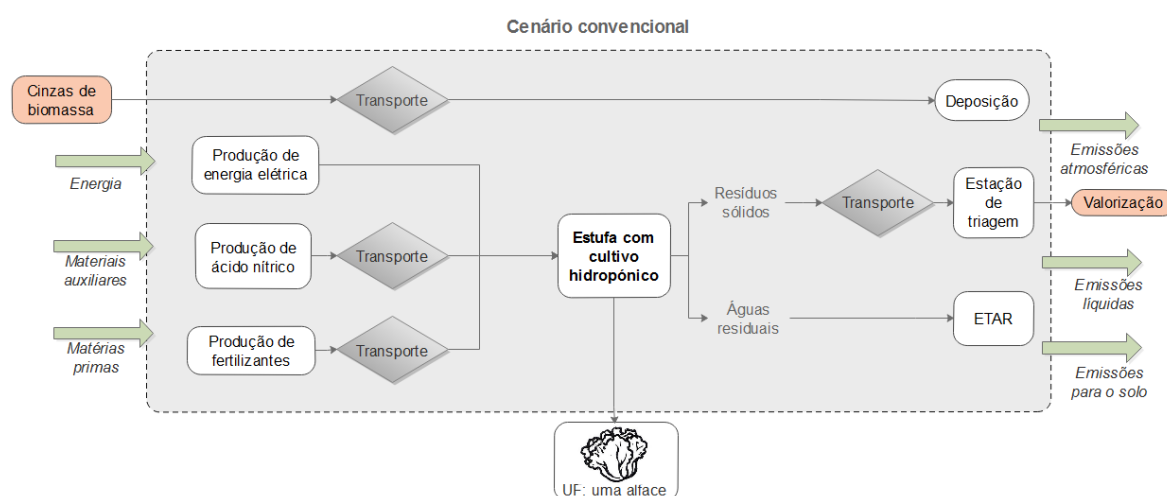 Cenário convencional
Cinzas de
biomassa
Transporte
Deposição
Emissões
atmosféricas
Energia
Produção de
energia elétrica
Resíduos
sólidos
Transporte
Estação
de
triagem
Valorização
Materiais
auxiliares
Produção de
ácido nítrico
Transporte
Estufa com
cultivo
hidropónico
Emissões
líquidas
Matérias
primas
Produção de
fertilizantes
Transporte
Águas
residuais
ETAR
Emissões
para o solo
UF: uma alface